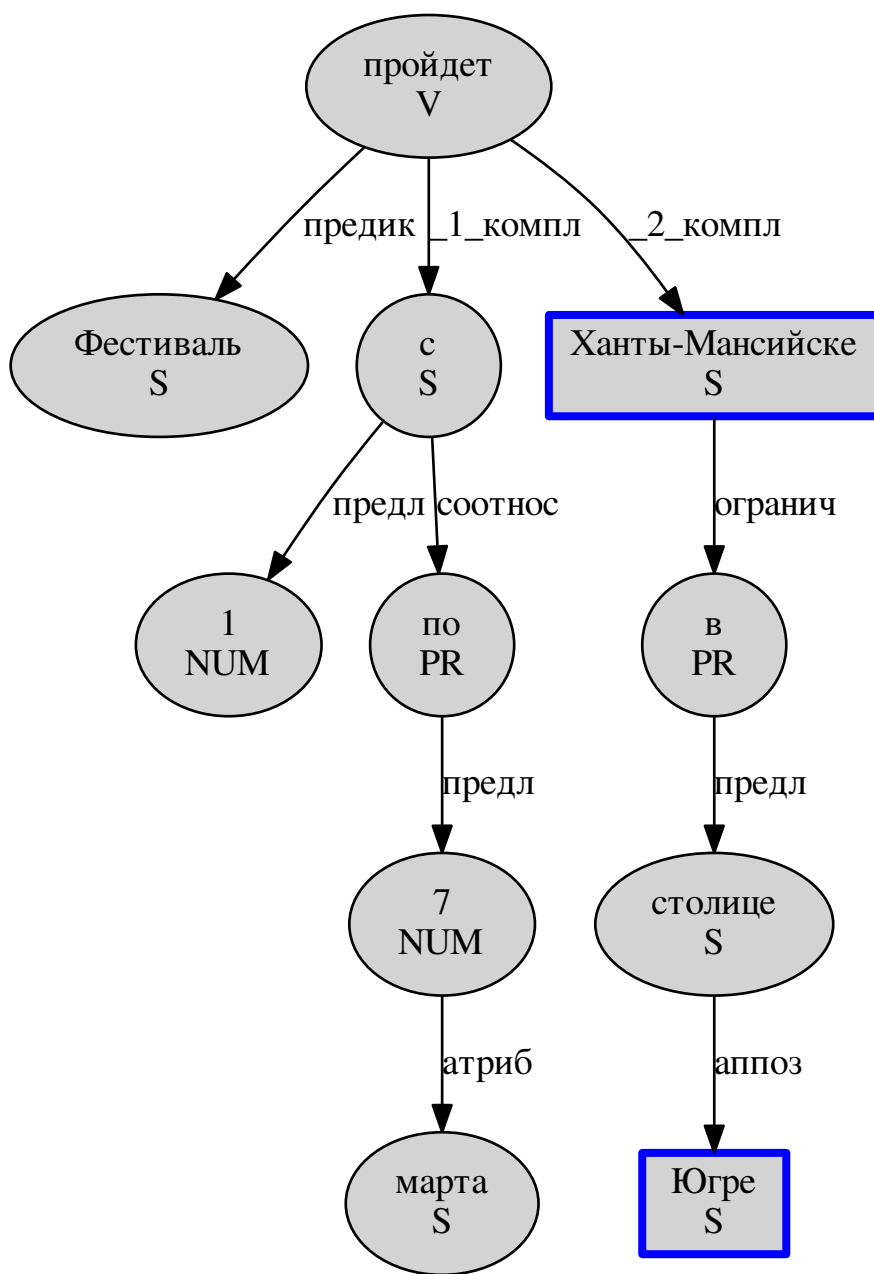 пройдет
V
предик
_1_компл
_2_компл
Фестиваль
S
с
S
Ханты-Мансийске
S
предл
соотнос
огранич
1
NUM
по
PR
в
PR
предл
предл
7
NUM
столице
S
атриб
аппоз
марта
S
Югре
S